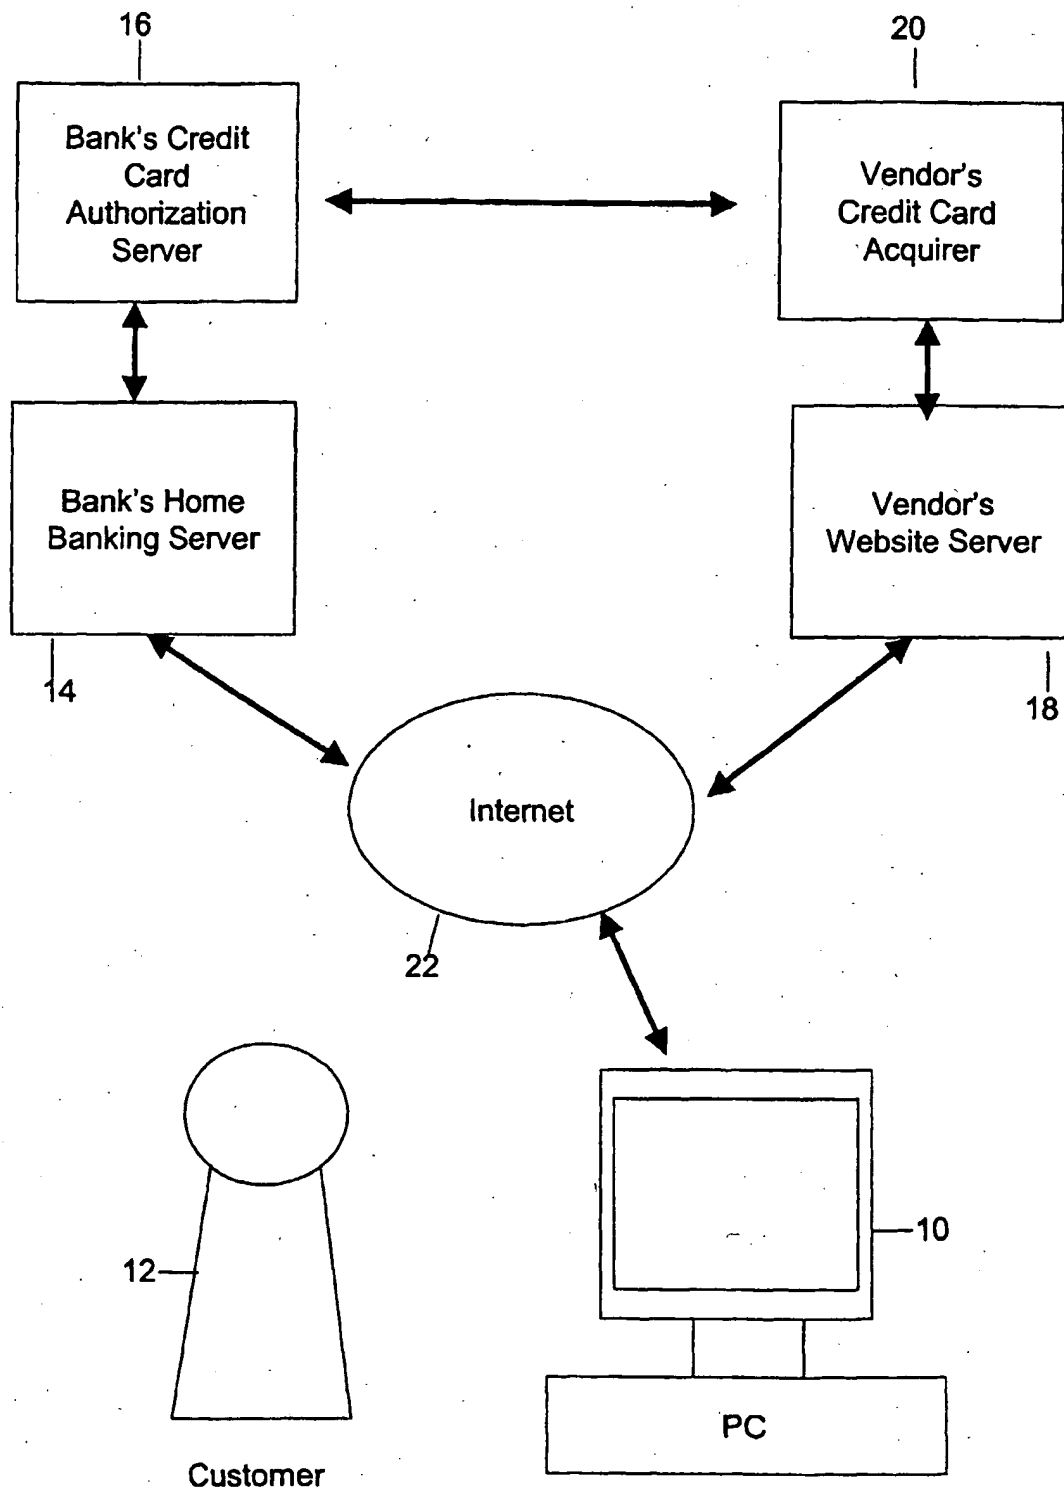 16
20
Bank's Credit
Card
Authorization
Server
Vendor's
Credit Card
Acquirer
Bank's Home
Banking Server
Vendor's
Website Server
14
18
Internet
22
10
12
PC
Customer